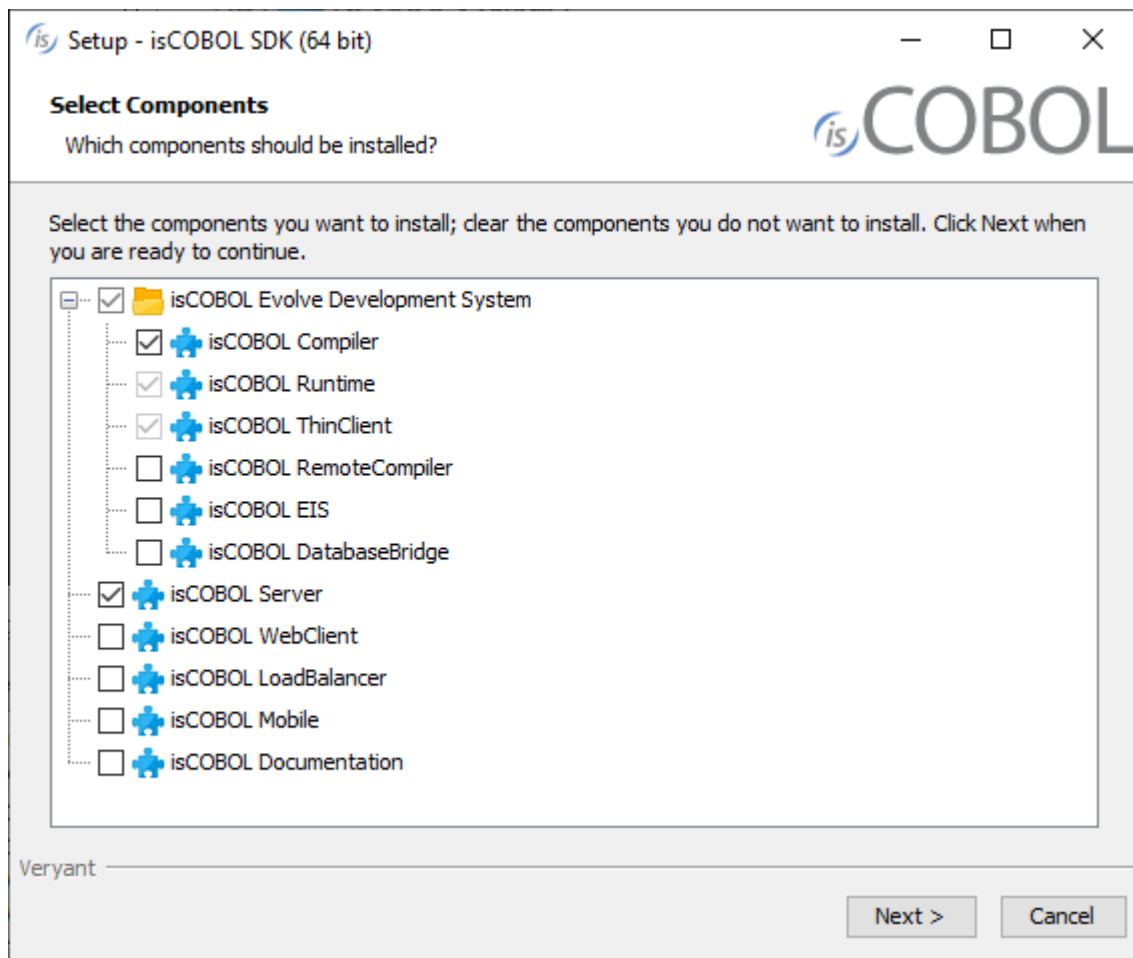 is Setup - isCOBOL SDK (64 bit)
Select Components
Which components should be installed?
is COBOL
Select the components you want to install; clear the components you do not want to install. Click Next when
you are ready to continue.
isCOBOL Evolve Development System
isCOBOL Compiler
isCOBOL Runtime
isCOBOL ThinClient
isCOBOL RemoteCompiler
isCOBOL EIS
isCOBOL DatabaseBridge
isCOBOL Server
isCOBOL WebClient
isCOBOL LoadBalancer
isCOBOL Mobile
isCOBOL Documentation
Veryant
Next > Cancel